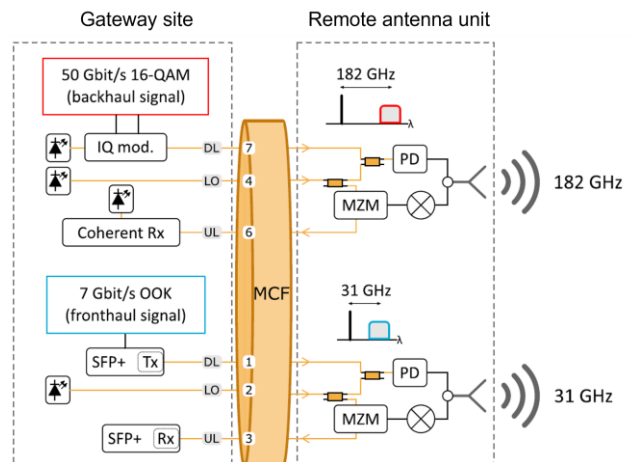 Gateway site
Remote antenna unit
50 Gbit/s 16-QAM
(backhaul signal)
IQ mod.
DL
7
LO
4
Coherent Rx
UL
6
MCF
182 GHz
λ
PD
MZM
182 GHz
7 Gbit/s OOK
(fronthaul signal)
SFP+ Tx
DL
1
LO
2
SFP+ Rx
UL
3
31 GHz
λ
PD
MZM
31 GHz